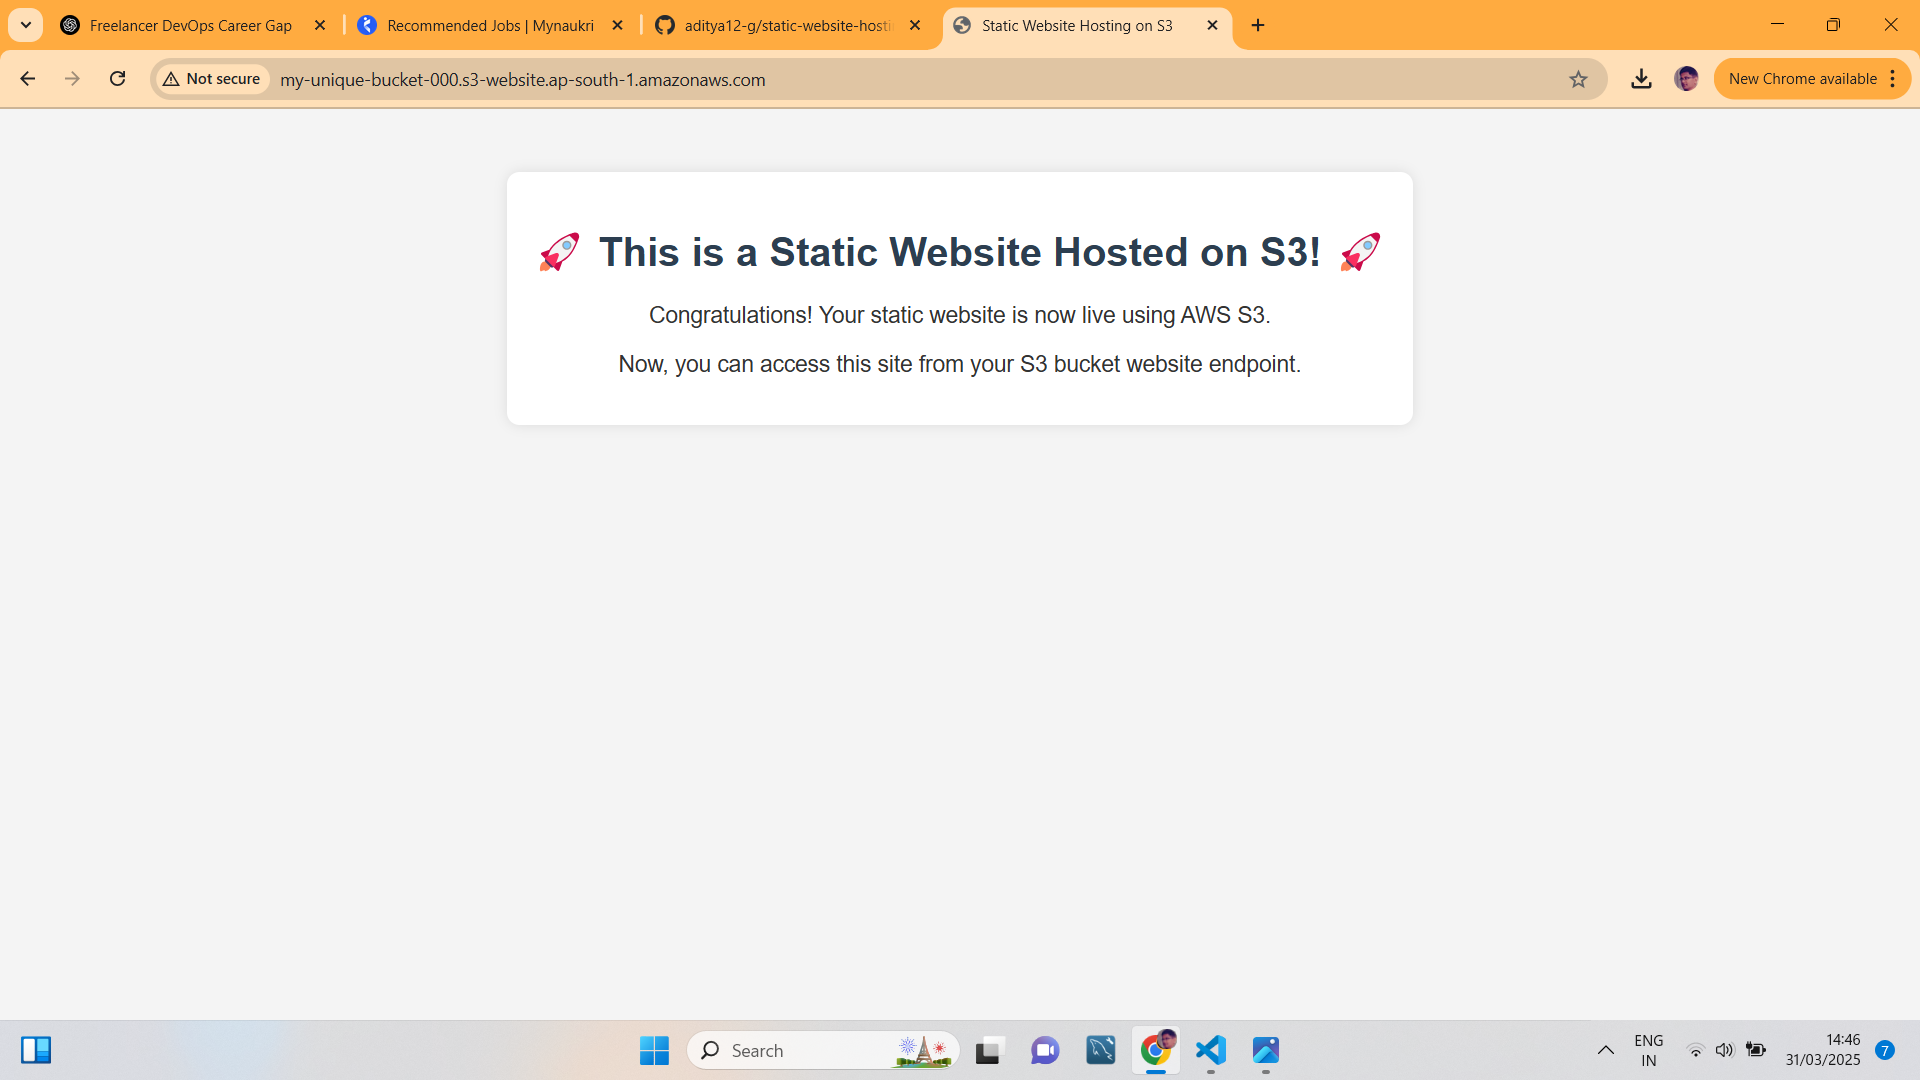 Freelancer DevOps Career Gap
Recommended Jobs | Mynaukri
aditya12-g/static-website-hosti
Static Website Hosting on S3
Not secure
my-unique-bucket-000.s3-website.ap-south-1.amazonaws.com
New Chrome available
🚀 This is a Static Website Hosted on S3! 🚀
Congratulations! Your static website is now live using AWS S3.
Now, you can access this site from your S3 bucket website endpoint.
Search
ENG
IN
14:46
31/03/2025
7